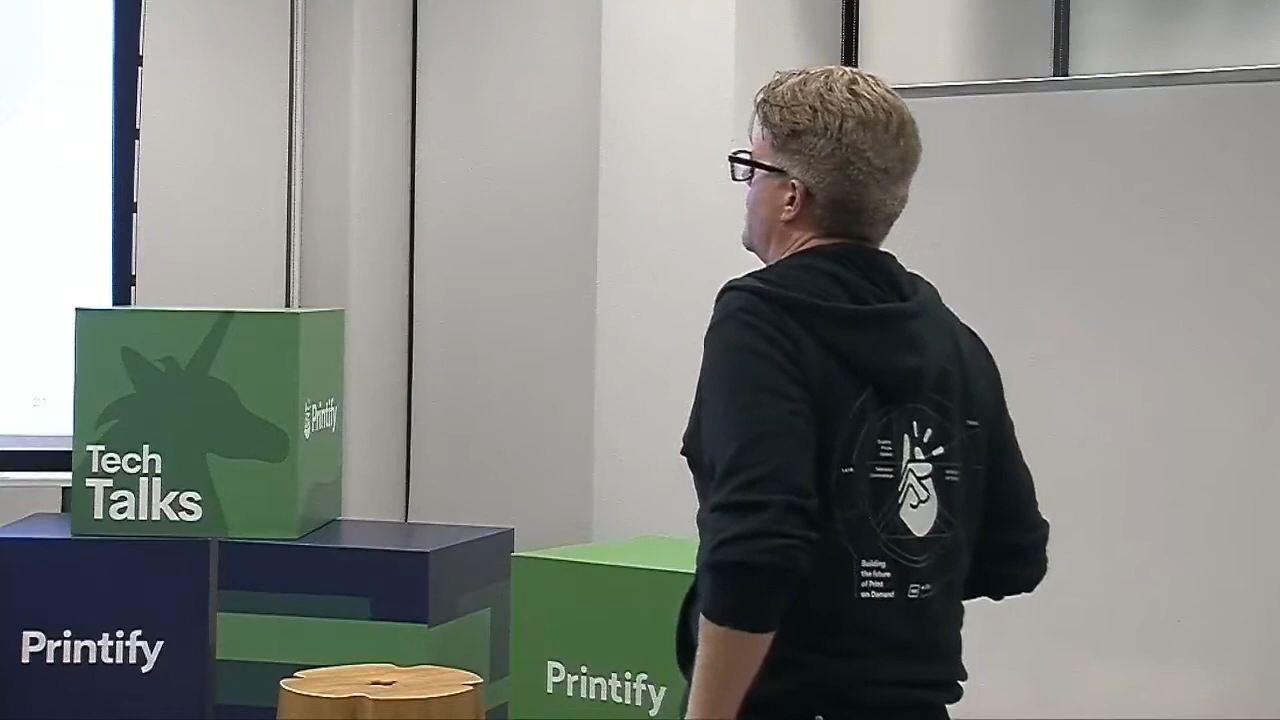 Printify
Tech
Talks
Printify
Printify
Building
the future
of Print
on Demand